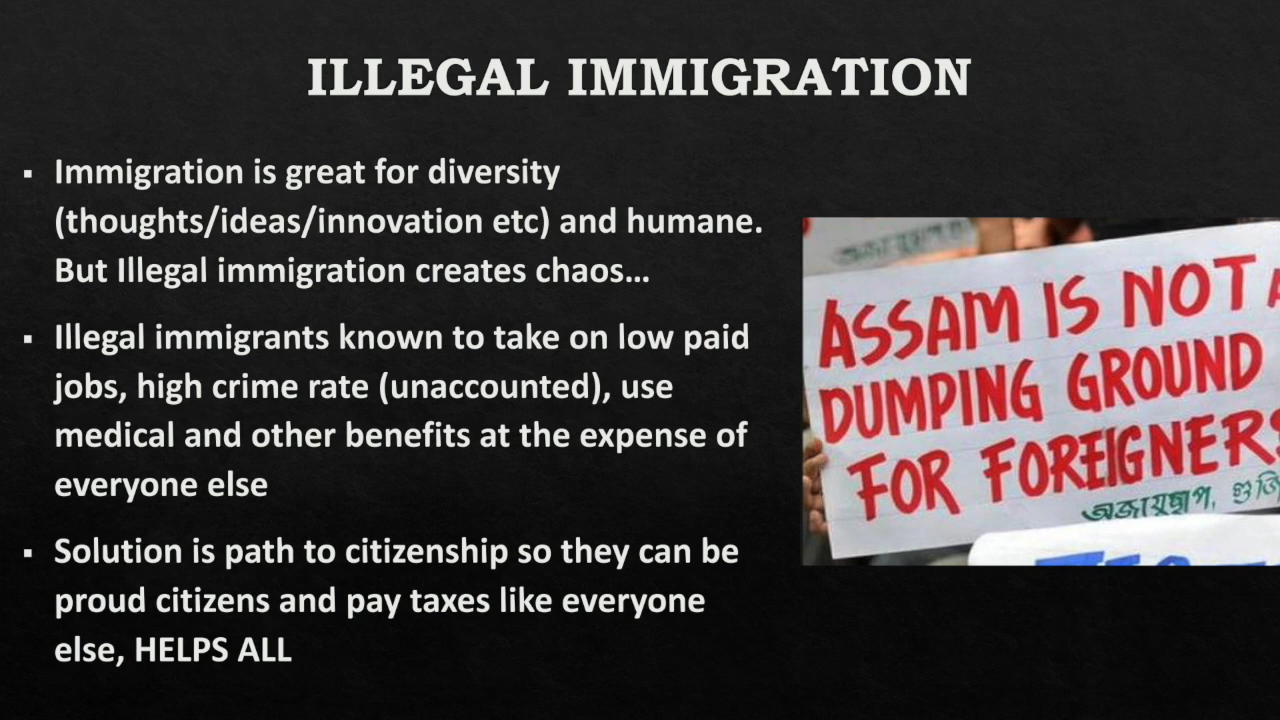 ILLEGAL IMMIGRATION
▪ Immigration is great for diversity
(thoughts/ideas/innovation etc) and humane.
But Illegal immigration creates chaos…
▪ Illegal immigrants known to take on low paid
jobs, high crime rate (unaccounted), use
medical and other benefits at the expense of
everyone else
▪ Solution is path to citizenship so they can be
proud citizens and pay taxes like everyone
else, HELPS ALL
ASSAM IS NOT A
DUMPING GROUND
FOR FOREIGNERS